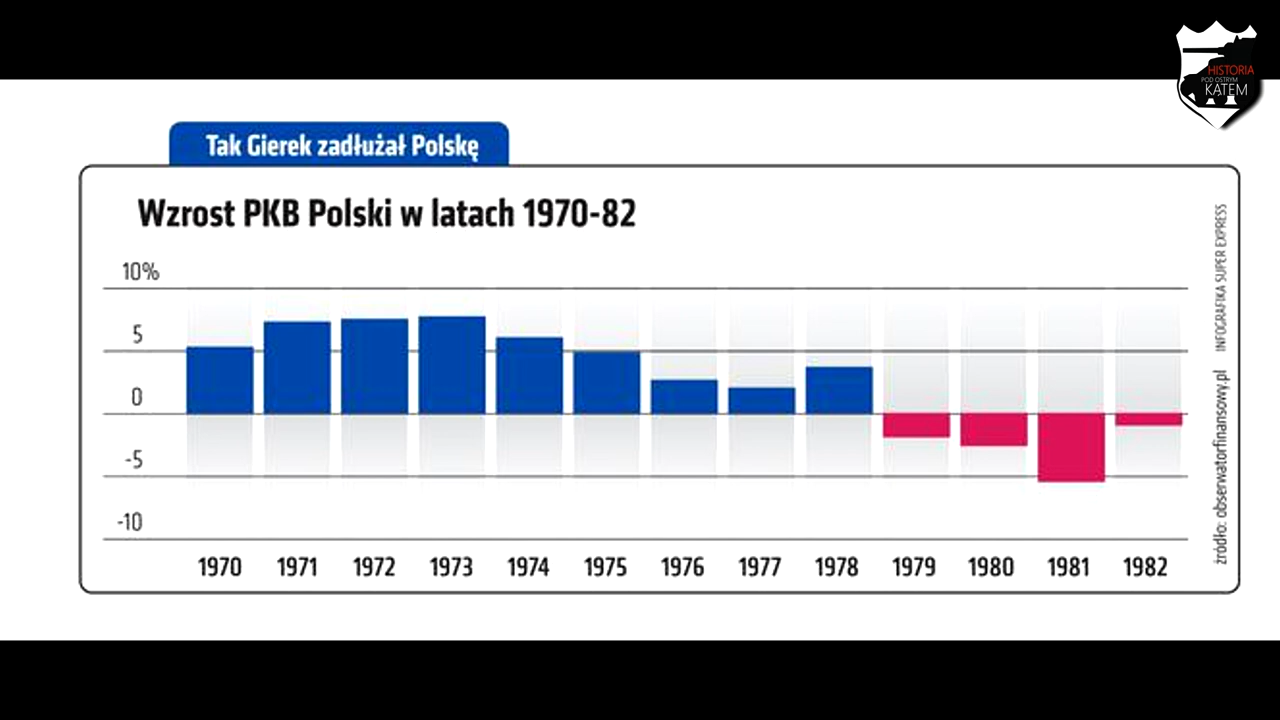 HISTORIA
POD OSTRYM
KATEM
Tak Gierek zadłużał Polskę
Wzrost PKB Polski w latach 1970-82
10%
5
0
-5
-10
1970 1971 1972 1973 1974 1975 1976 1977 1978 1979 1980 1981 1982
źródło: obserwatorfinansowy.pl INFOGRAFIKA SUPER EXPRESS